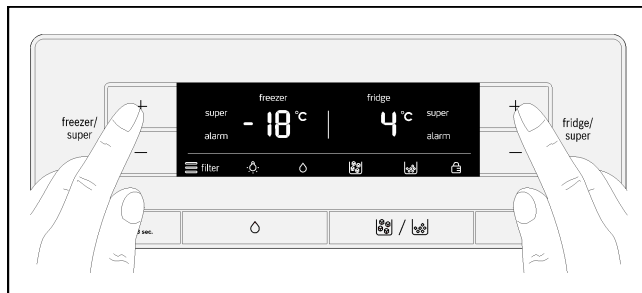 freezer fridge
super -18 °C 4 °C super
alarm alarm
filter
+ +
freezer/
super
fridge/
super
− −
sec.
/